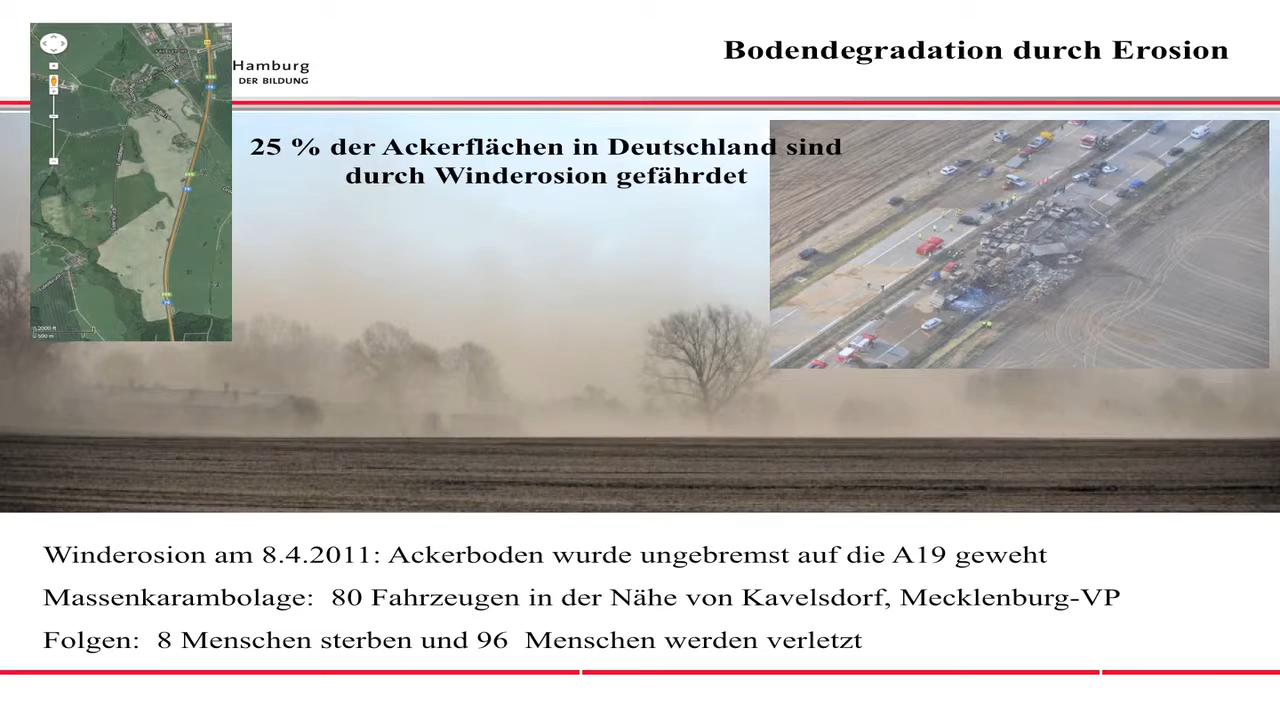 Bodendegradation durch Erosion
Hamburg
DER BILDUNG
25 % der Ackerflächen in Deutschland sind
durch Winderosion gefährdet
Winderosion am 8.4.2011: Ackerboden wurde ungebremst auf die A19 geweht
Massenkarambolage:  80 Fahrzeugen in der Nähe von Kavelsdorf, Mecklenburg-VP
Folgen:  8 Menschen sterben und 96  Menschen werden verletzt